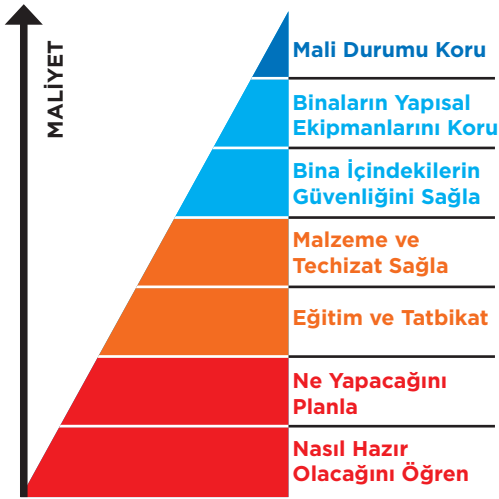 MALİYET
Mali Durumu Koru
Binaların Yapısal
Ekipmanlarını Koru
Bina İçindekilerin
Güvenliğini Sağla
Malzeme ve
Techizat Sağla
Eğitim ve Tatbikat
Ne Yapacağını
Planla
Nasıl Hazır
Olacağını Öğren